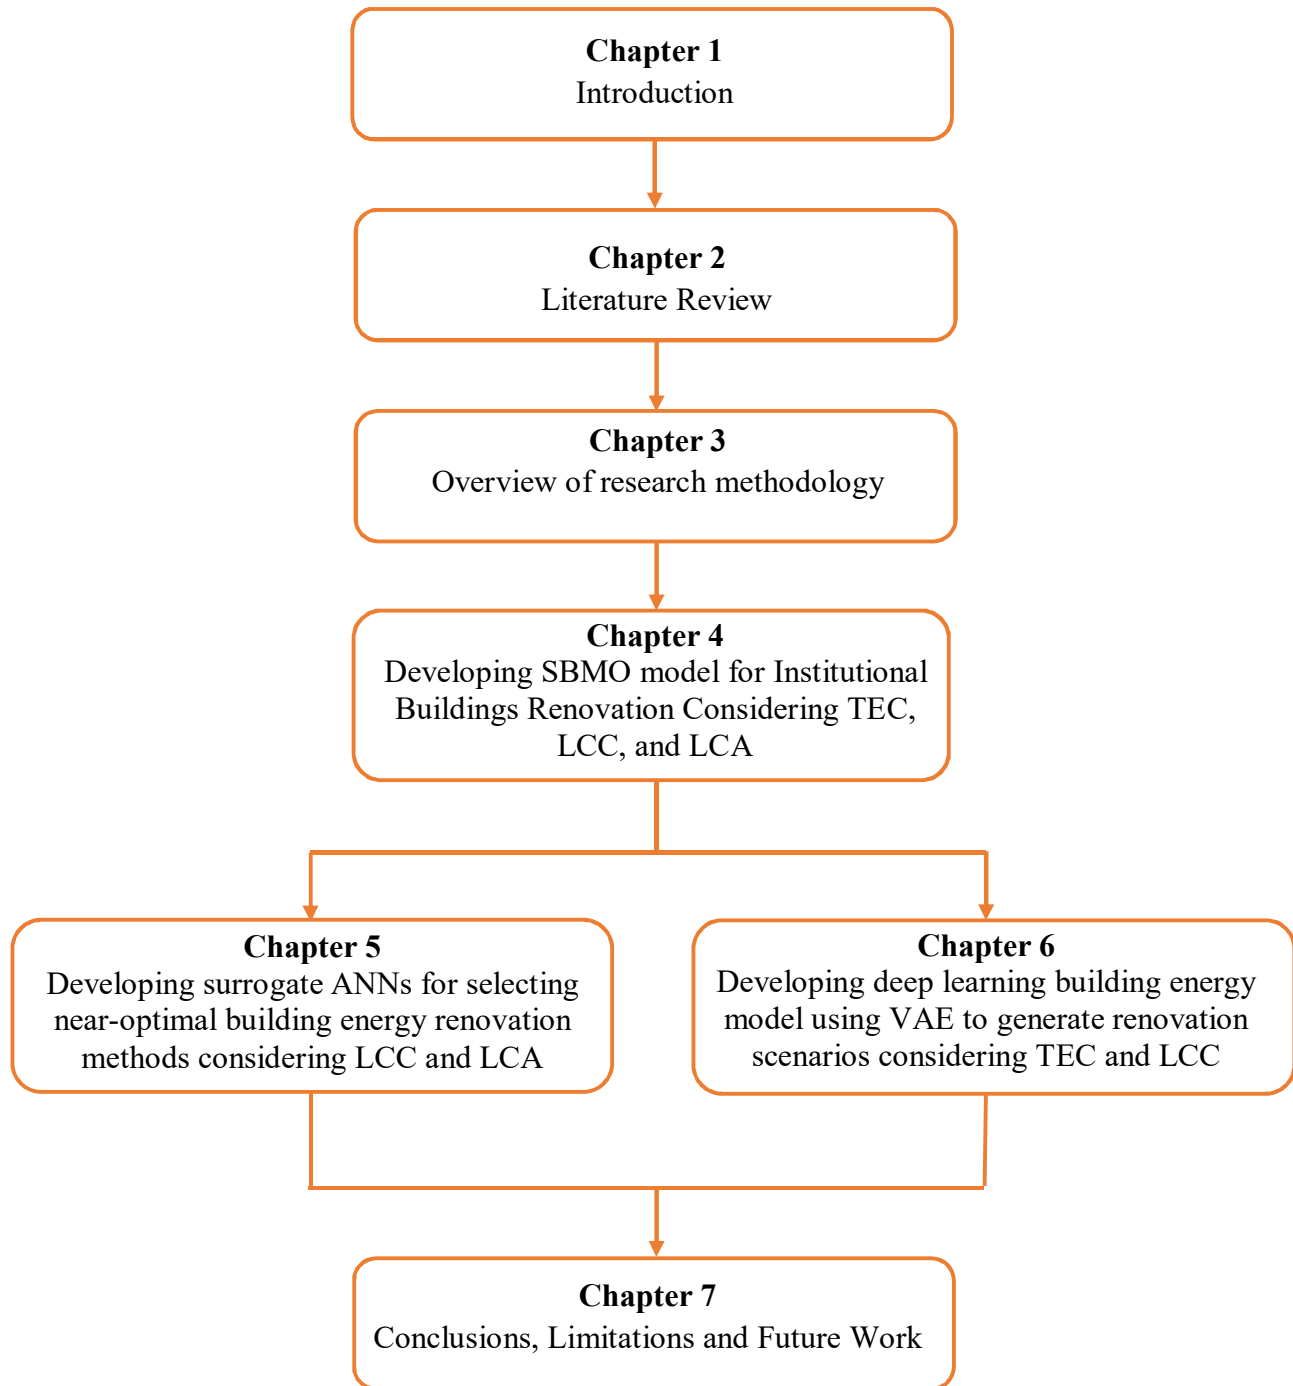 Chapter 1
Introduction
Chapter 2
Literature Review
Chapter 3
Overview of research methodology
Chapter 4
Developing SBMO model for Institutional
Buildings Renovation Considering TEC,
LCC, and LCA
Chapter 5
Developing surrogate ANNs for selecting
near-optimal building energy renovation
methods considering LCC and LCA
Chapter 6
Developing deep learning building energy
model using VAE to generate renovation
scenarios considering TEC and LCC
Chapter 7
Conclusions, Limitations and Future Work